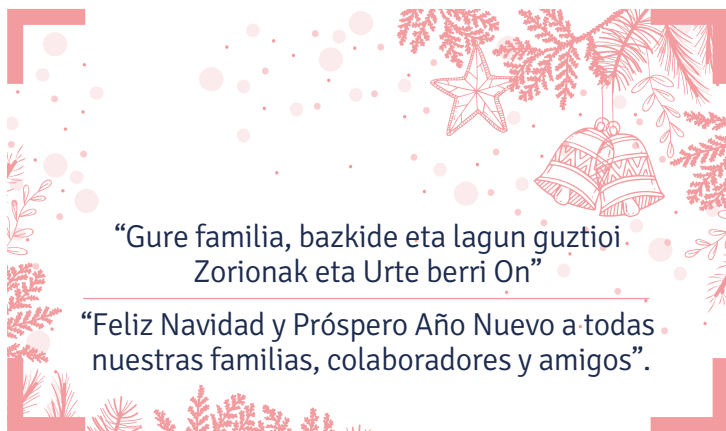 “Gure familia, bazkide eta lagun guztioi
Zorionak eta Urte berri On”
“Feliz Navidad y Próspero Año Nuevo a todas
nuestras familias, colaboradores y amigos”.